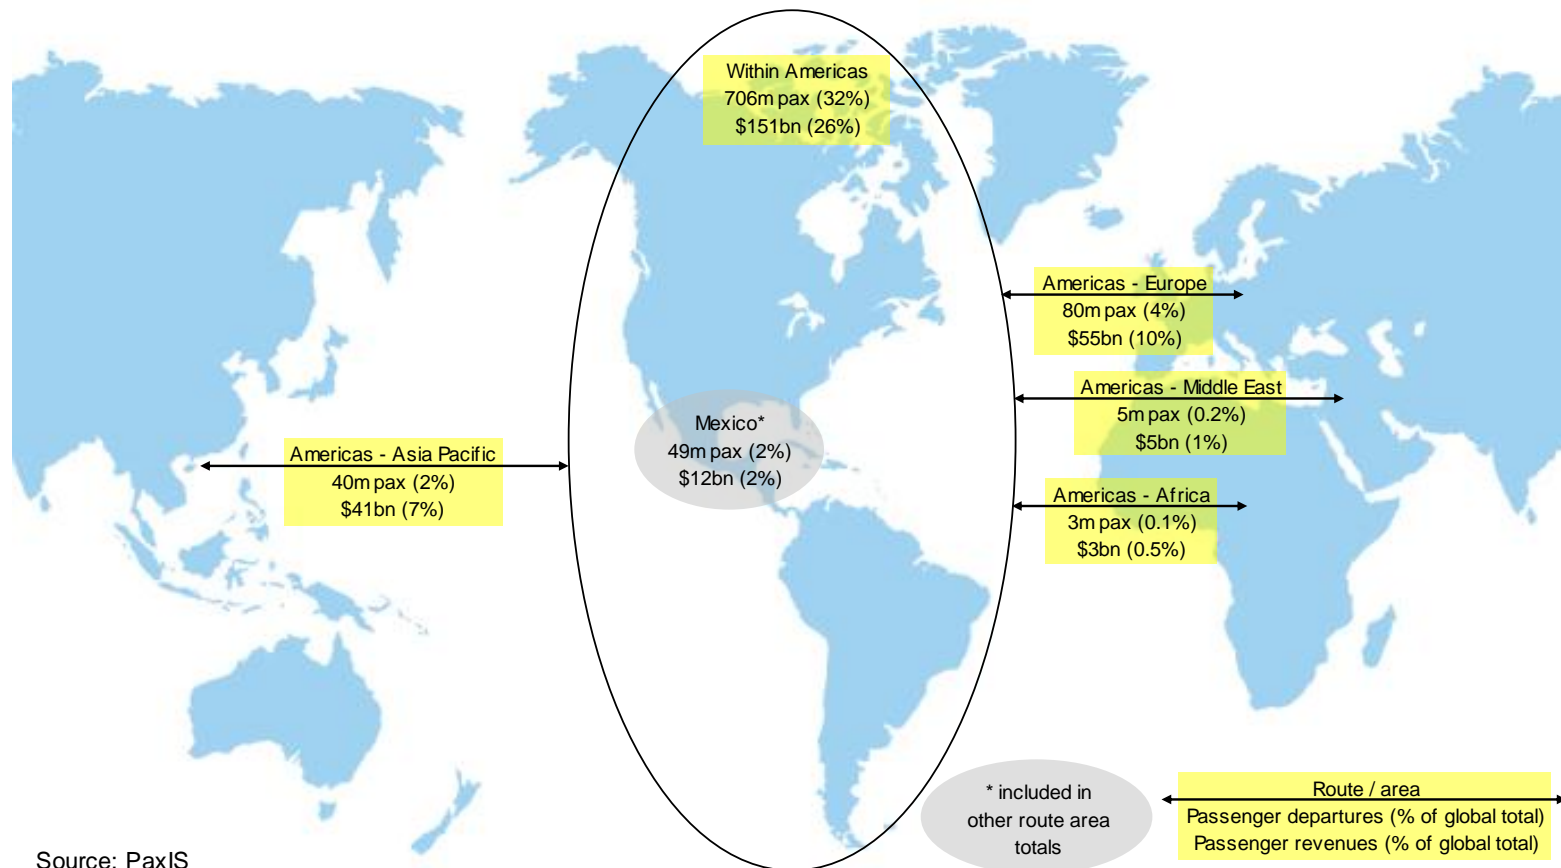 Within Americas
706m pax (32%)
$151bn (26%)
Americas - Europe
80m pax (4%)
$55bn (10%)
Americas - Middle East
5m pax (0.2%)
$5bn (1%)
Mexico*
49m pax (2%)
$12bn (2%)
Americas - Asia Pacific
40m pax (2%)
$41bn (7%)
Americas - Africa
3m pax (0.1%)
$3bn (0.5%)
* included in
other route area
totals
Route / area
Passenger departures (% of global total)
Passenger revenues (% of global total)
Source: PaxIS